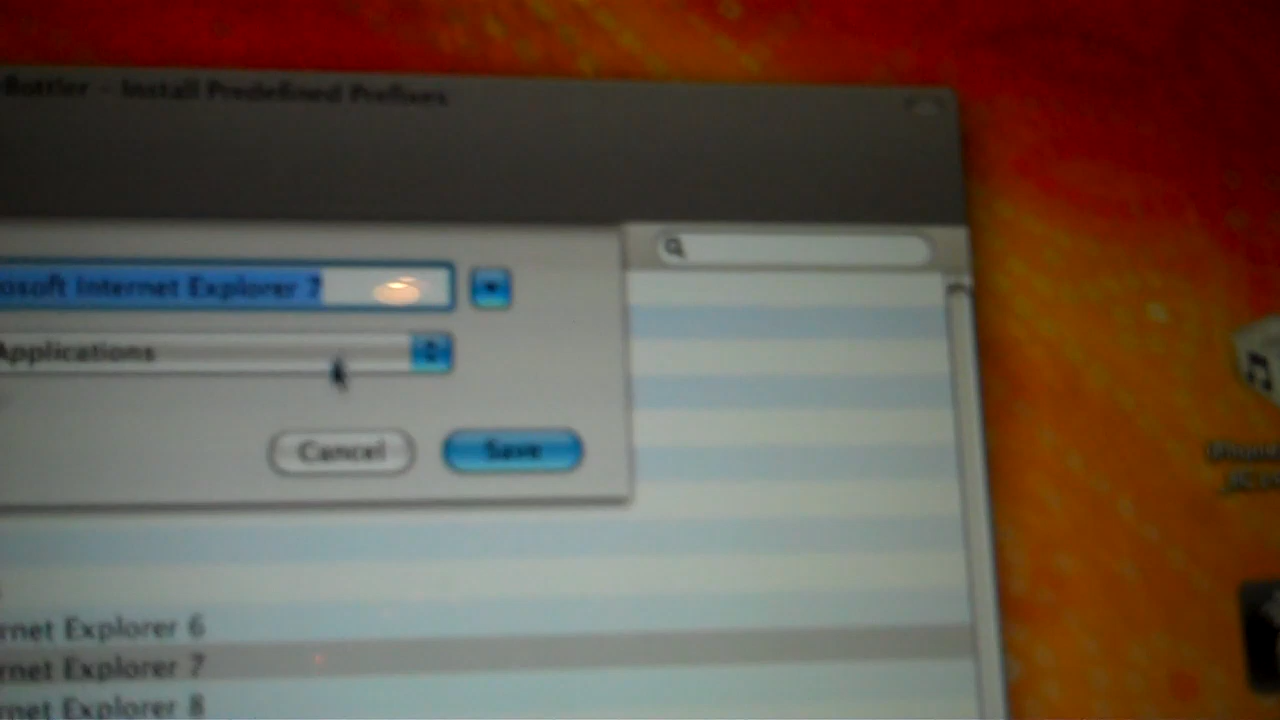 Bottler - Install Predefined Prefixes
osoft Internet Explorer 7
Applications
Cancel Save
rnet Explorer 6
rnet Explorer 7
rnet Explorer 8